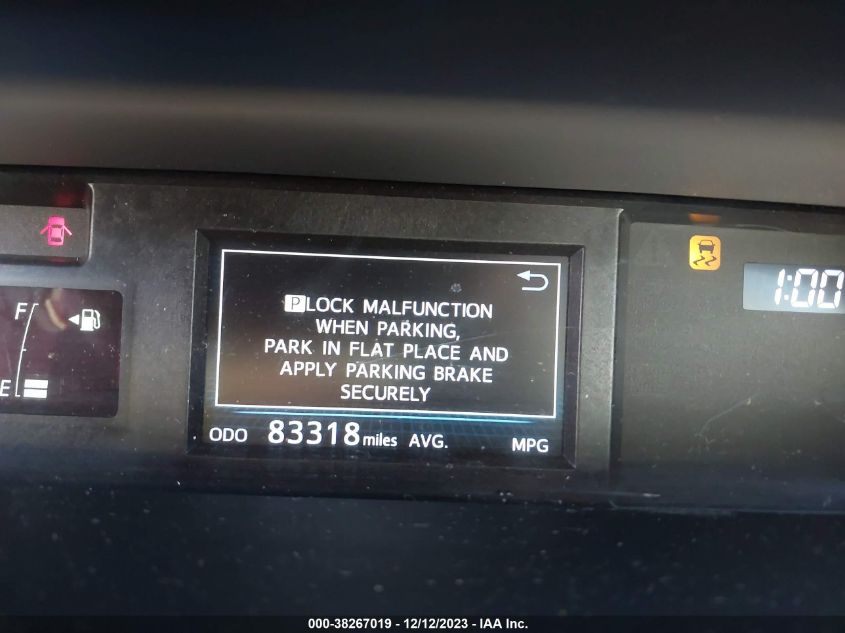 1:00
F
P LOCK MALFUNCTION
WHEN PARKING,
PARK IN FLAT PLACE AND
APPLY PARKING BRAKE
SECURELY
E
ODO 83318 miles AVG. MPG
000-38267019 - 12/12/2023 - IAA Inc.